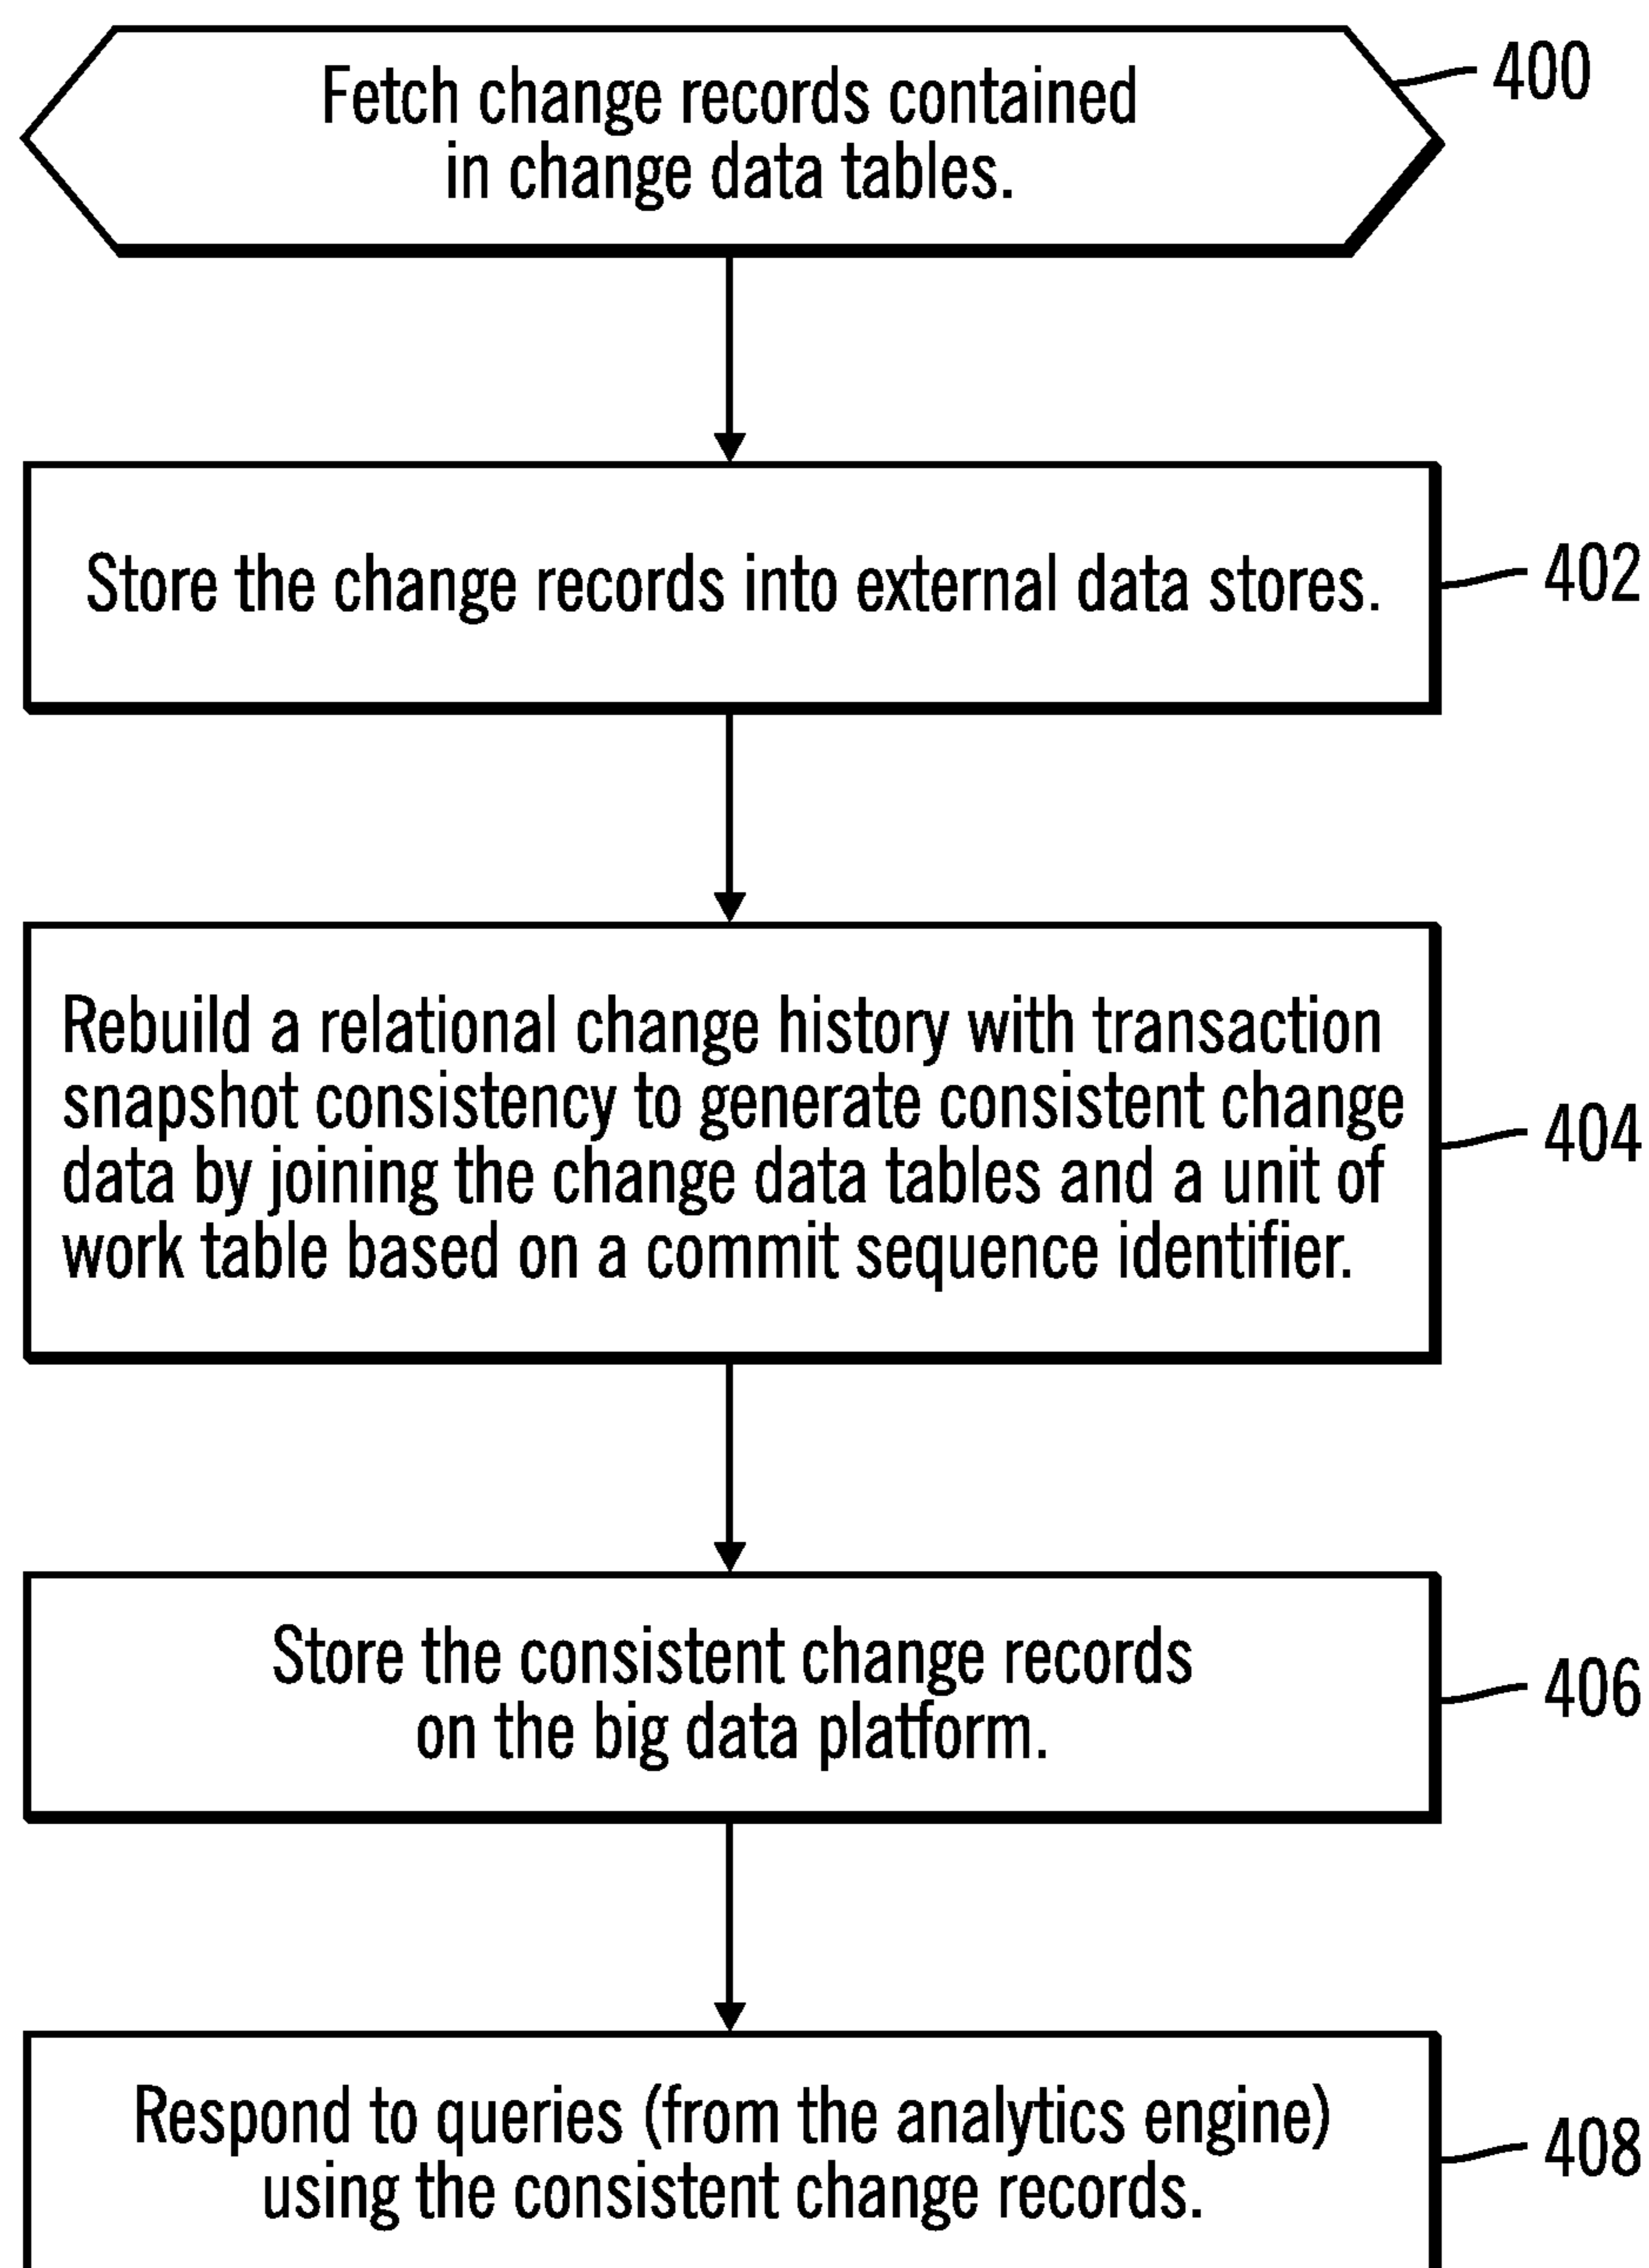 Fetch change records contained
in change data tables.
400
Store the change records into external data stores.
402
Rebuild a relational change history with transaction
snapshot consistency to generate consistent change
data by joining the change data tables and a unit of
work table based on a commit sequence identifier.
404
Store the consistent change records
on the big data platform.
406
Respond to queries (from the analytics engine)
using the consistent change records.
408